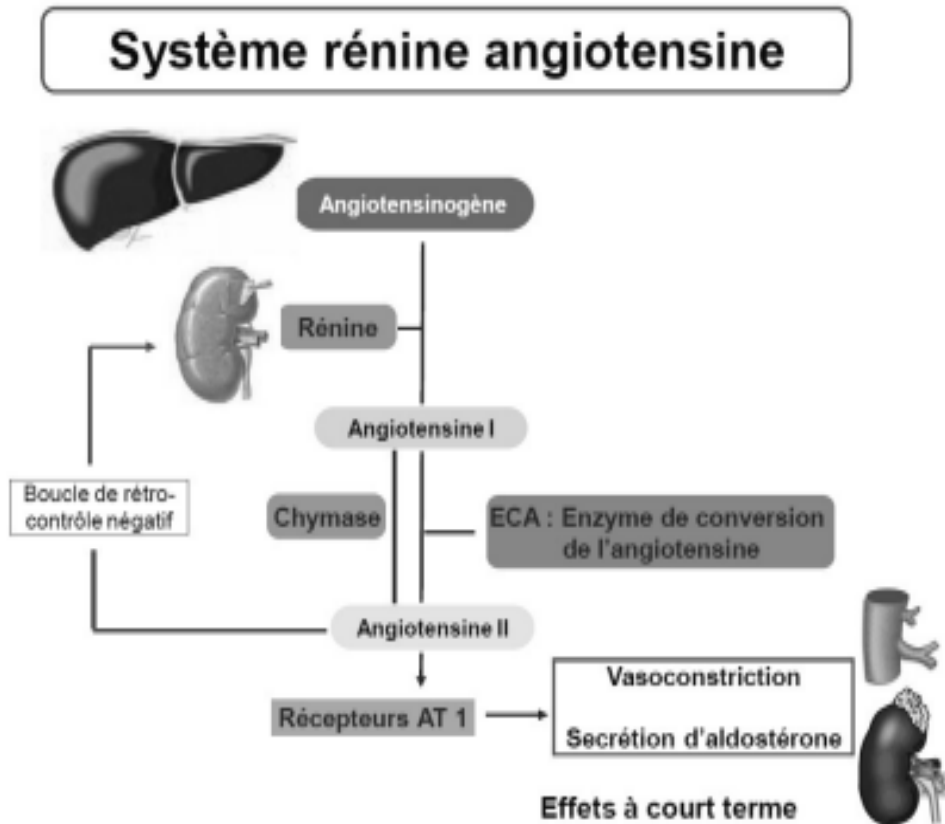 Système rénine angiotensine
Angiotensinogène
Rénine
Angiotensine I
Boucle de rétro-
contrôle négatif
Chymase
ECA : Enzyme de conversion
de l'angiotensine
Angiotensine II
Récepteurs AT 1
Vasoconstriction
Secrétion d'aldostérone
Effets à court terme